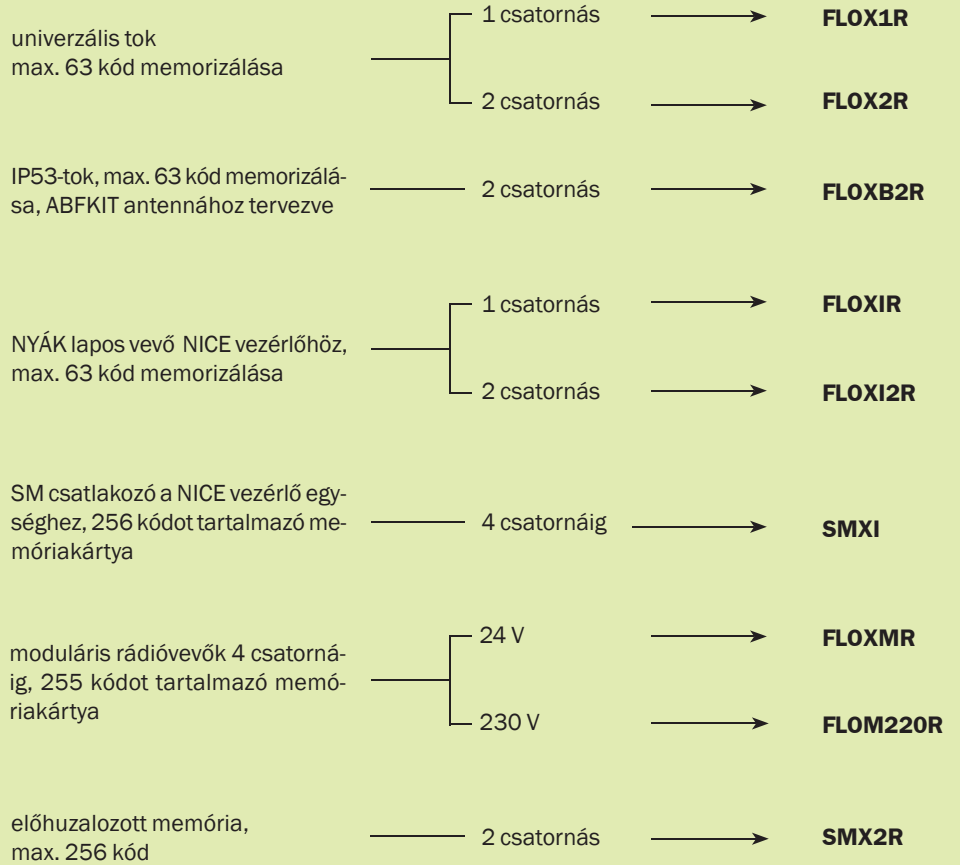 univerzális tok
max. 63 kód memorizálása
1 csatornás
FLOX1R
2 csatornás
FLOX2R
IP53-tok, max. 63 kód memorizálá-
sa, ABFKIT antennához tervezve
2 csatornás
FLOXB2R
NYÁK lapos vevő NICE vezérlőhöz,
max. 63 kód memorizálása
1 csatornás
FLOXIR
2 csatornás
FLOXI2R
SM csatlakozó a NICE vezérlő egy-
séghez, 256 kódot tartalmazó me-
móriakártya
4 csatornáig
SMXI
moduláris rádióvevők 4 csatorná-
ig, 255 kódot tartalmazó memó-
riakártya
24 V
FLOXMR
230 V
FLOM220R
előhuzalozott memória,
max. 256 kód
2 csatornás
SMX2R